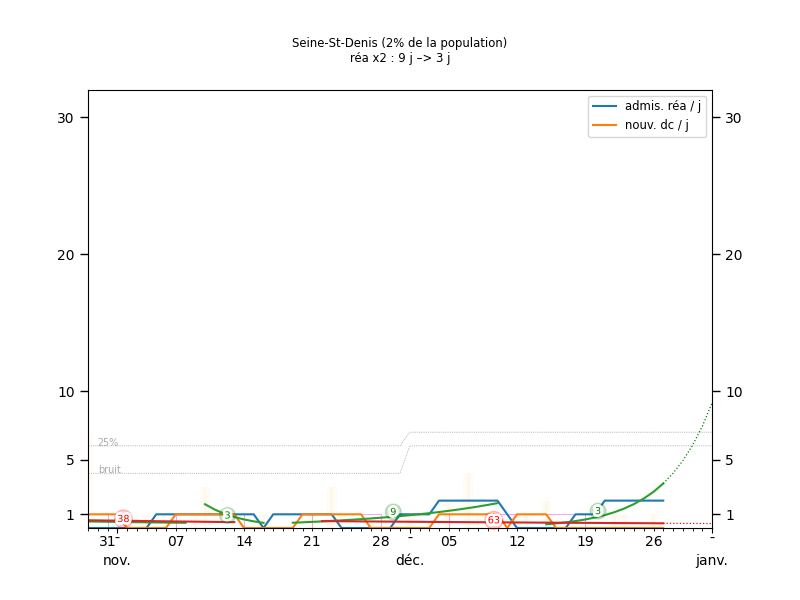 Seine-St-Denis (2% de la population)
réa x2 : 9 j –> 3 j
admis. réa / j
nouv. dc / j
30 30
20 20
10 10
25%
5 5
bruit
9 3
38 3 63
1 1
31 07 14 21 28 05 12 19 26
nov. déc. janv.